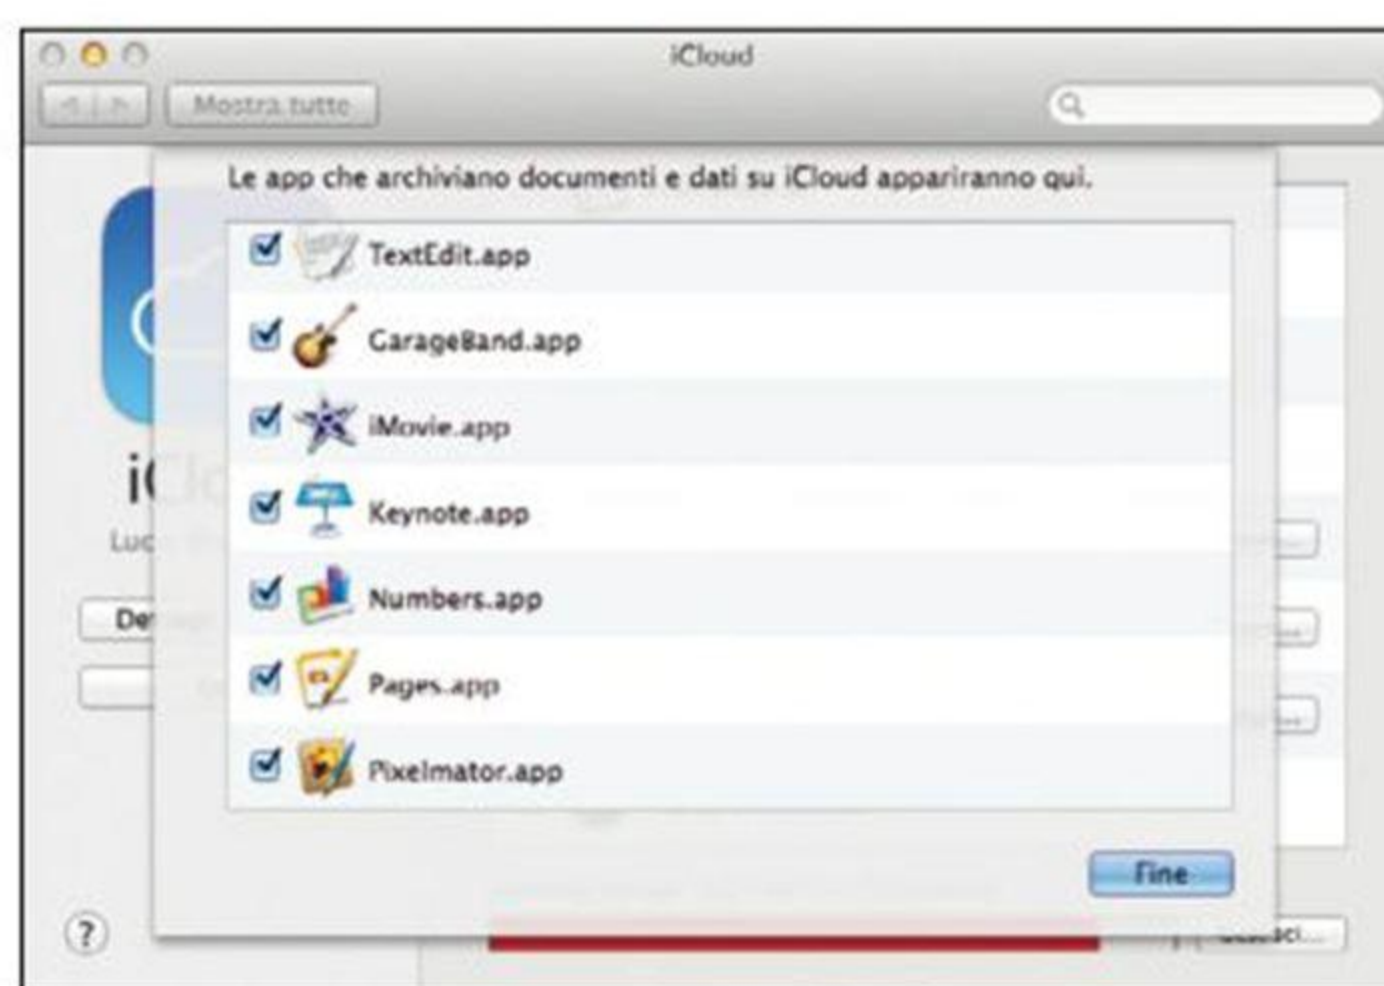 iCloud
Mostra tutte
Le app che archiviano documenti e dati su iCloud appariranno qui.
TextEdit.app
GarageBand.app
iMovie.app
Keynote.app
Numbers.app
Pages.app
Pixelmator.app
Fine
?